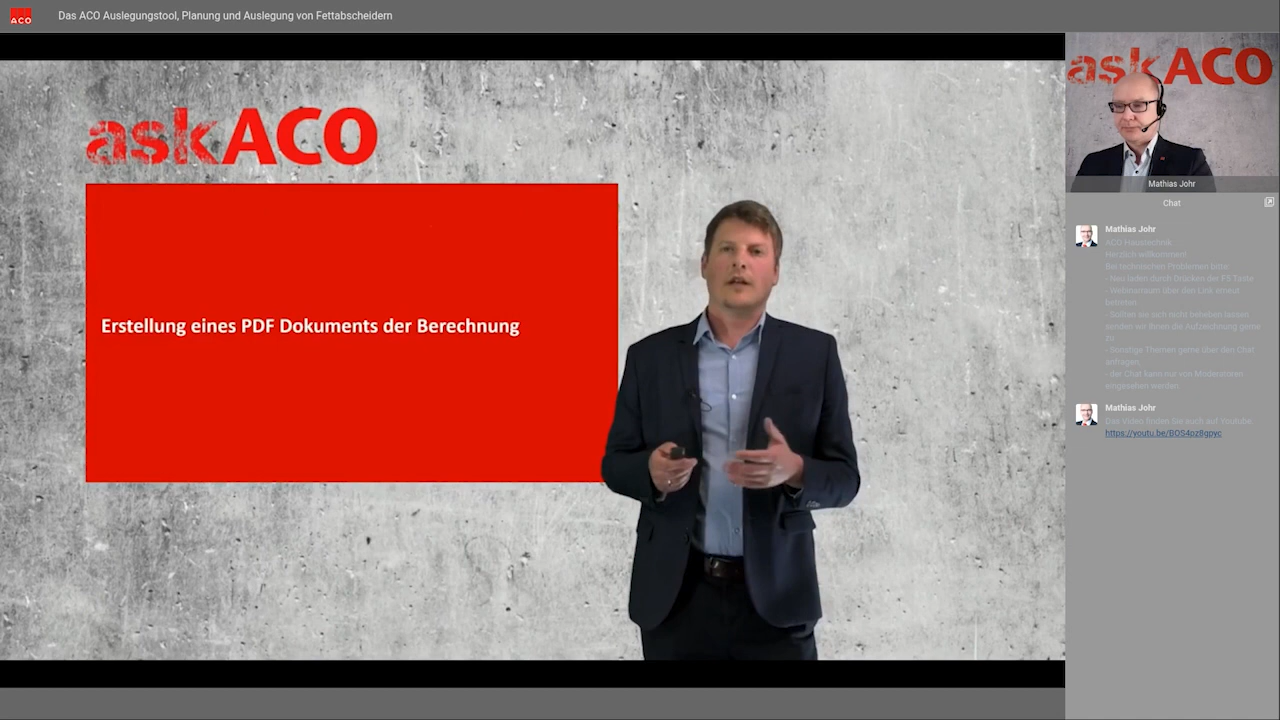 ACO
Das ACO Auslegungstool, Planung und Auslegung von Fettabscheidern
askACO
Erstellung eines PDF Dokuments der Berechnung
askACO
Mathias Johr
Chat
Mathias Johr
ACO Haustechnik
Herzlich willkommen!
Bei technischen Problemen bitte:
- Neu laden durch Drücken der F5 Taste
- Webinarraum über den Link erneut
betreten
- Sollten Sie sich nicht beheben lassen
senden wir Ihnen die Aufzeichnung gerne
zu.
- Sonstige Themen gerne über den Chat
anfragen.
- der Chat kann nur von Moderatoren
eingesehen werden.
Mathias Johr
Das Video finden Sie auch auf Youtube:
https://youtu.be/BOS4pz8gpyc